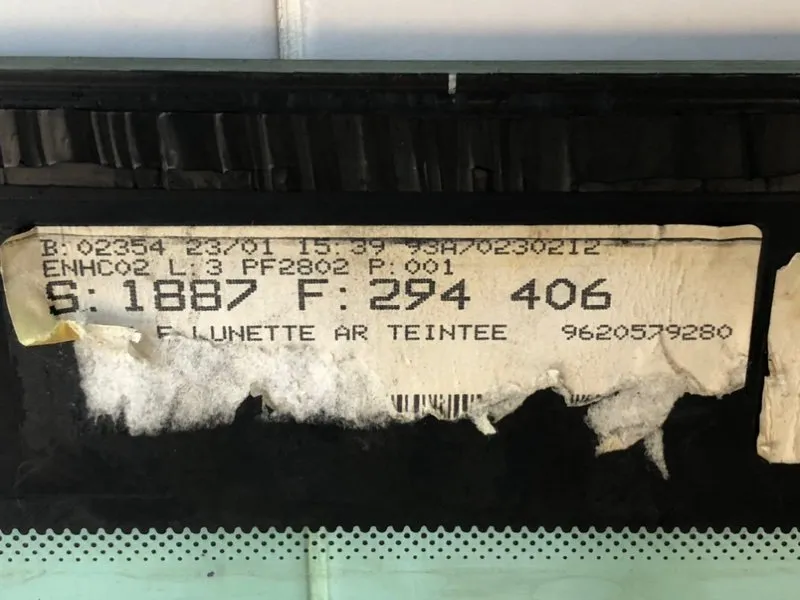 B: 02354 23/01 15:39 93A70230212
ENHC02 L:3 PF2802 P:001
S: 1887 F: 294 406
E LUNETTE AR TEINTEE 9620579280